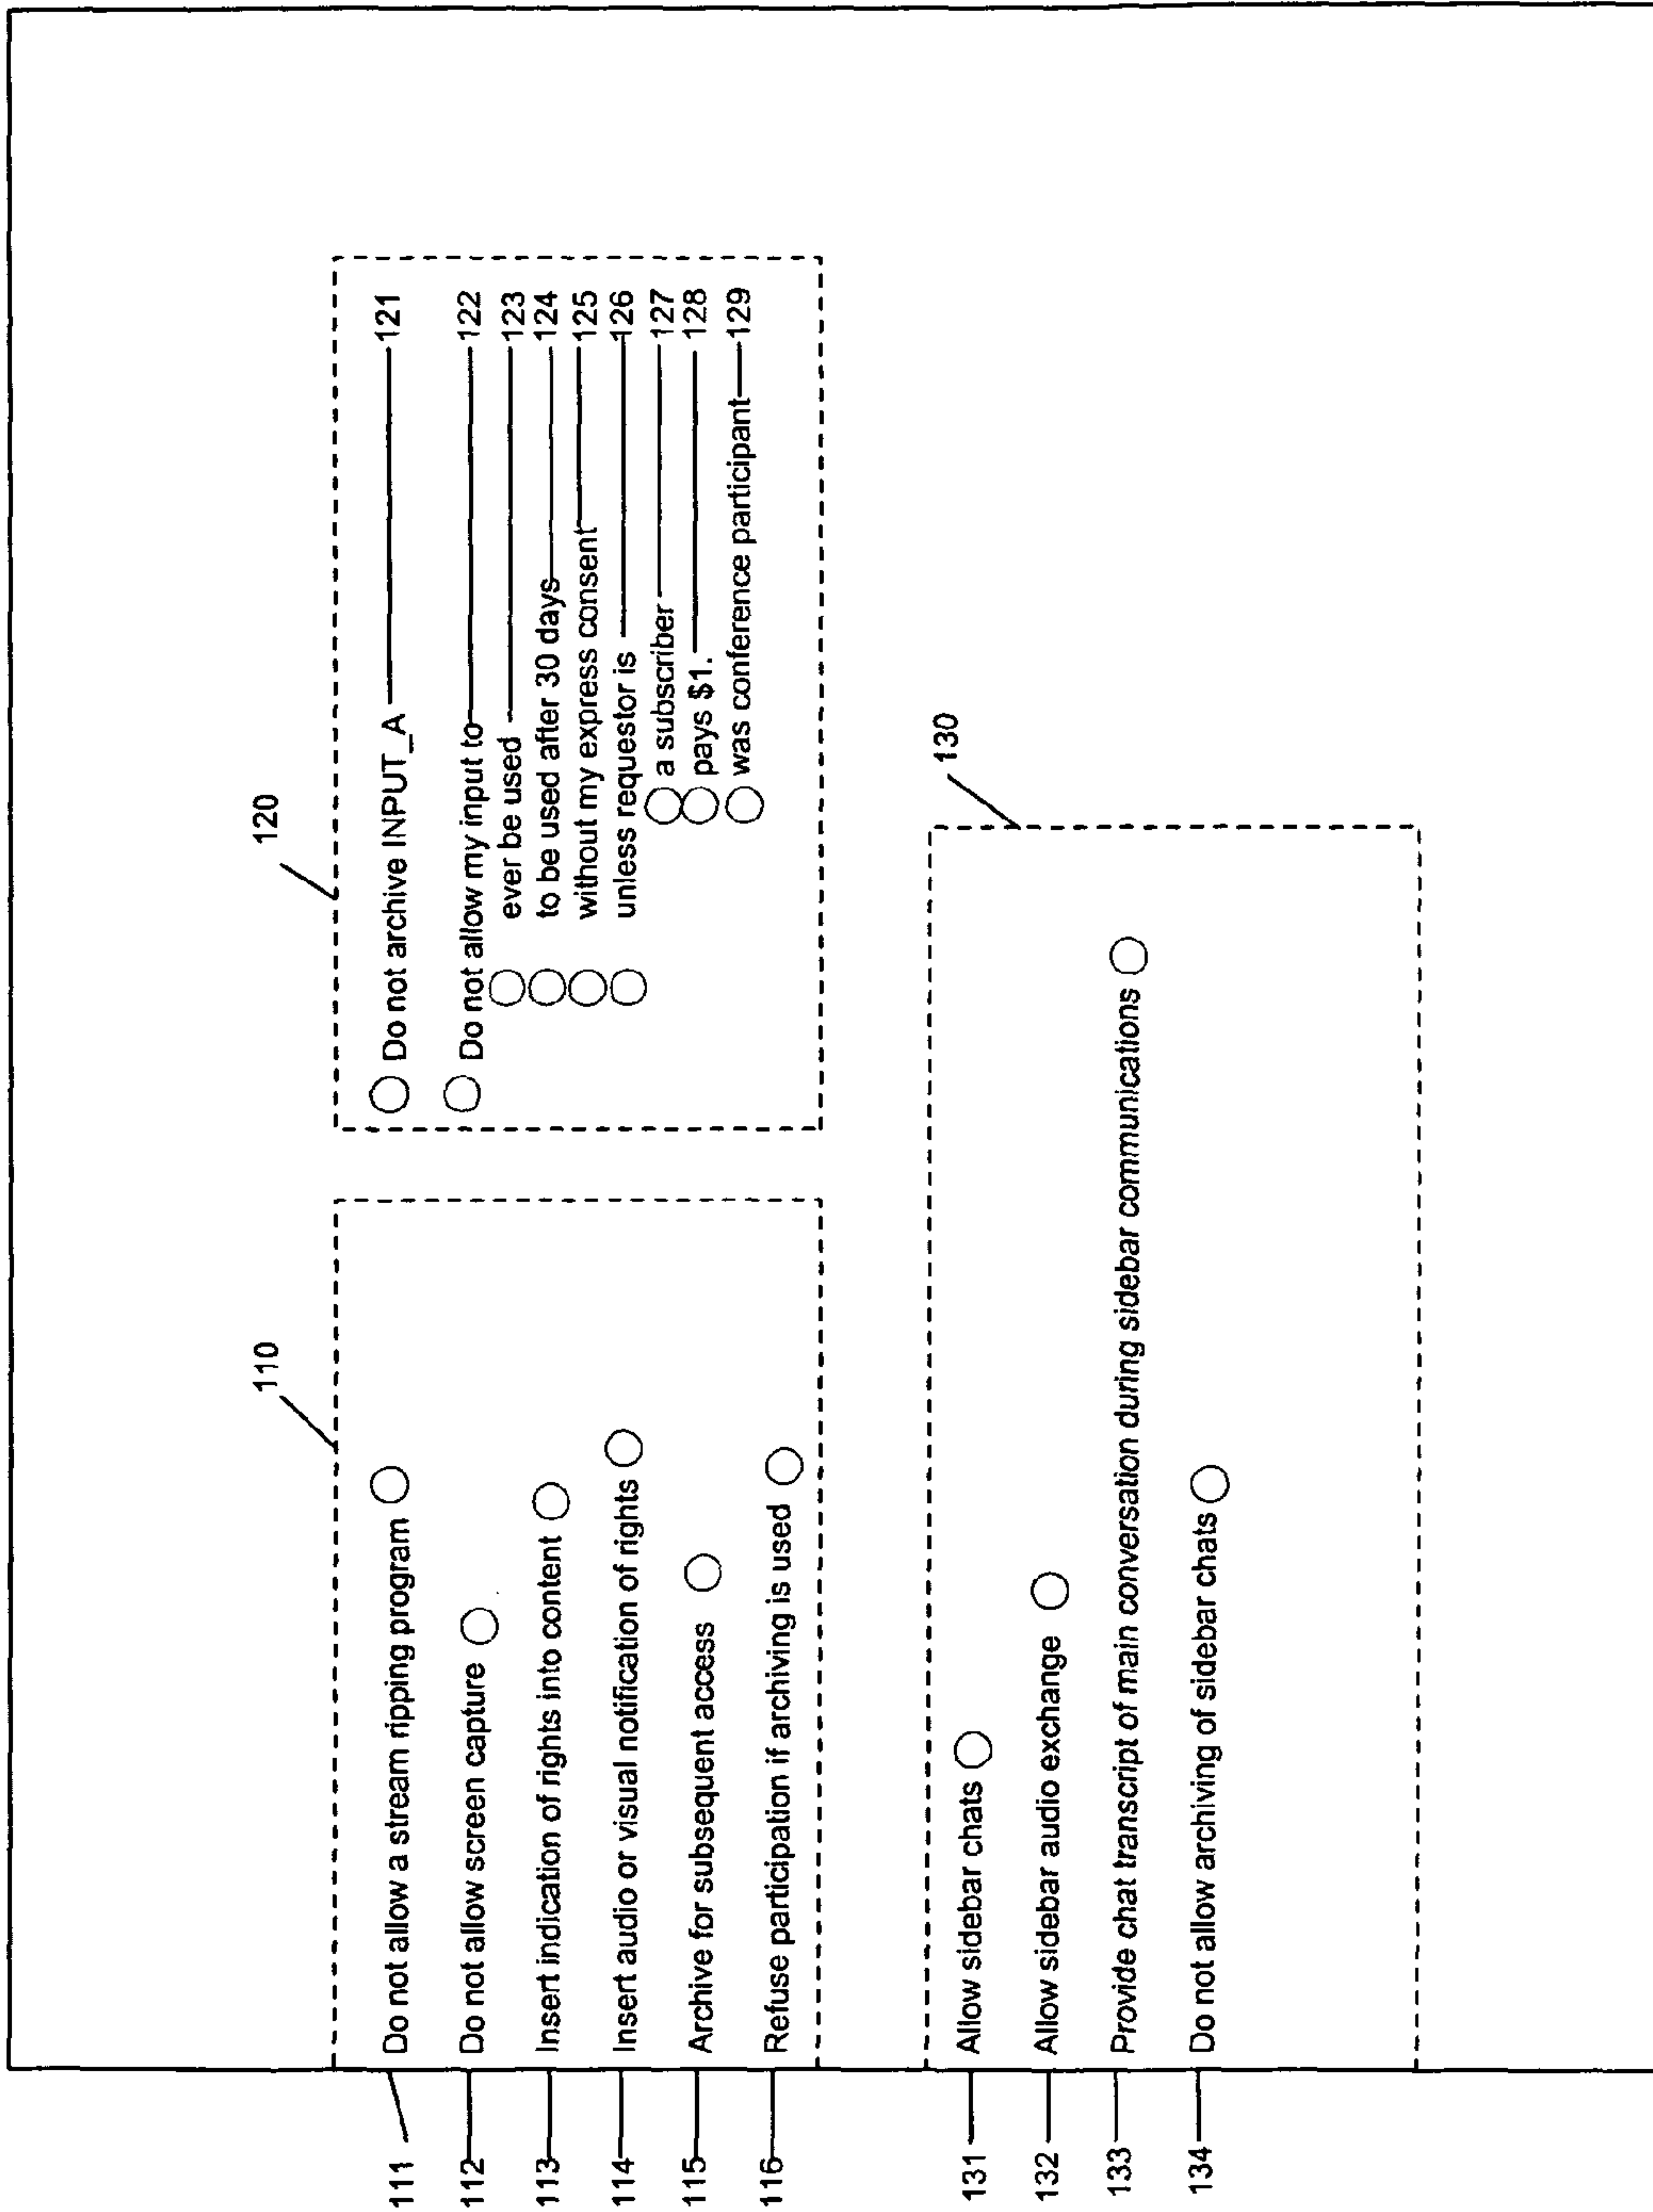 110
111 Do not allow a stream ripping program
112 Do not allow screen capture
113 Insert indication of rights into content
114 Insert audio or visual notification of rights
115 Archive for subsequent access
116 Refuse participation if archiving is used
120
Do not archive INPUT_A 121
Do not allow my input to 122
ever be used 123
to be used after 30 days 124
without my express consent 125
unless requestor is 126
a subscriber 127
pays $1. 128
was conference participant 129
130
131 Allow sidebar chats
132 Allow sidebar audio exchange
133 Provide chat transcript of main conversation during sidebar communications
134 Do not allow archiving of sidebar chats